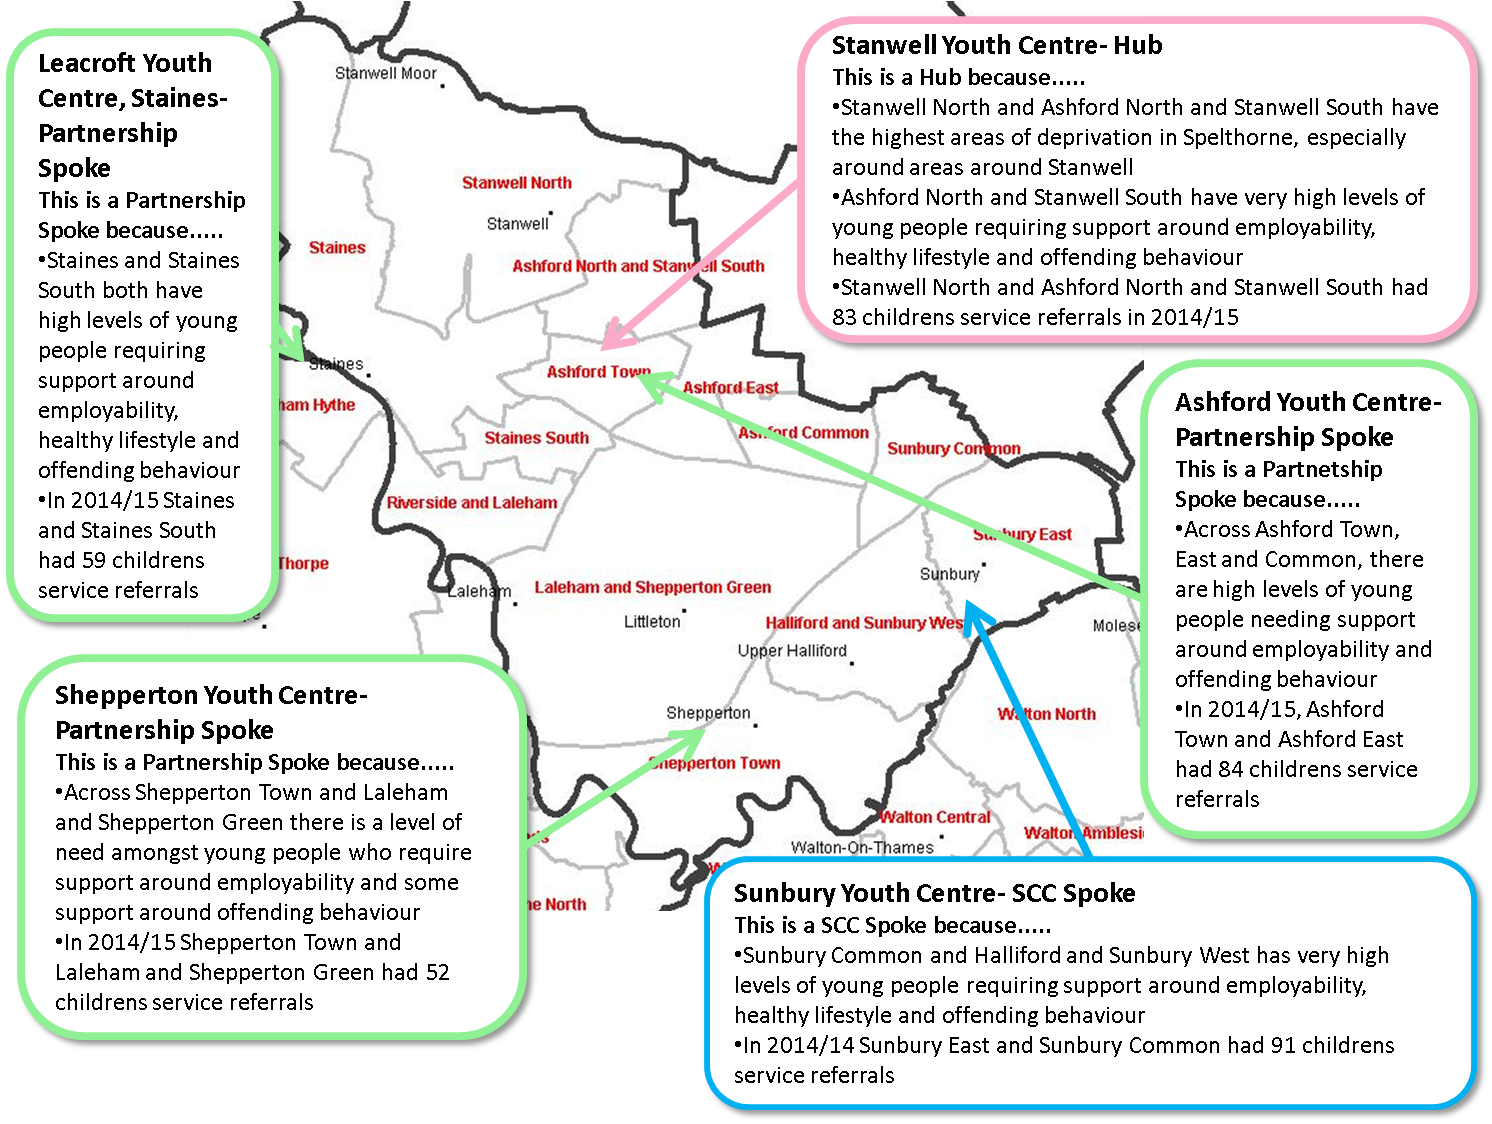 Leacroft Youth
Centre, Staines-
Partnership
Spoke
This is a Partnership
Spoke because.....
•Staines and Staines
South both have
high levels of young
people requiring
support around
employability,
healthy lifestyle and
offending behaviour
•In 2014/15 Staines
and Staines South
had 59 childrens
service referrals
Stanwell Youth Centre- Hub
This is a Hub because.....
•Stanwell North and Ashford North and Stanwell South have
the highest areas of deprivation in Spelthorne, especially
around areas around Stanwell
•Ashford North and Stanwell South have very high levels of
young people requiring support around employability,
healthy lifestyle and offending behaviour
•Stanwell North and Ashford North and Stanwell South had
83 childrens service referrals in 2014/15
Stanwell Moor
Stanwell North
Stanwell
Staines
Ashford North and Stanwell South
Staines
Ashford Town
Ashford East
ham Hythe
Staines South
Ashford Common
Sunbury Common
Riverside and Laleham
Sunbury East
Thorpe
Sunbury
Laleham
Laleham and Shepperton Green
Littleton
Halliford and Sunbury West
Molese
Upper Halliford
Shepperton
Walton North
Shepperton Town
Walton Central
Walton Amblesi
Walton-On-Thames
ne North
Ashford Youth Centre-
Partnership Spoke
This is a Partnetship
Spoke because.....
•Across Ashford Town,
East and Common, there
are high levels of young
people needing support
around employability and
offending behaviour
•In 2014/15, Ashford
Town and Ashford East
had 84 childrens service
referrals
Shepperton Youth Centre-
Partnership Spoke
This is a Partnership Spoke because.....
•Across Shepperton Town and Laleham
and Shepperton Green there is a level of
need amongst young people who require
support around employability and some
support around offending behaviour
•In 2014/15 Shepperton Town and
Laleham and Shepperton Green had 52
childrens service referrals
Sunbury Youth Centre- SCC Spoke
This is a SCC Spoke because.....
•Sunbury Common and Halliford and Sunbury West has very high
levels of young people requiring support around employability,
healthy lifestyle and offending behaviour
•In 2014/14 Sunbury East and Sunbury Common had 91 childrens
service referrals